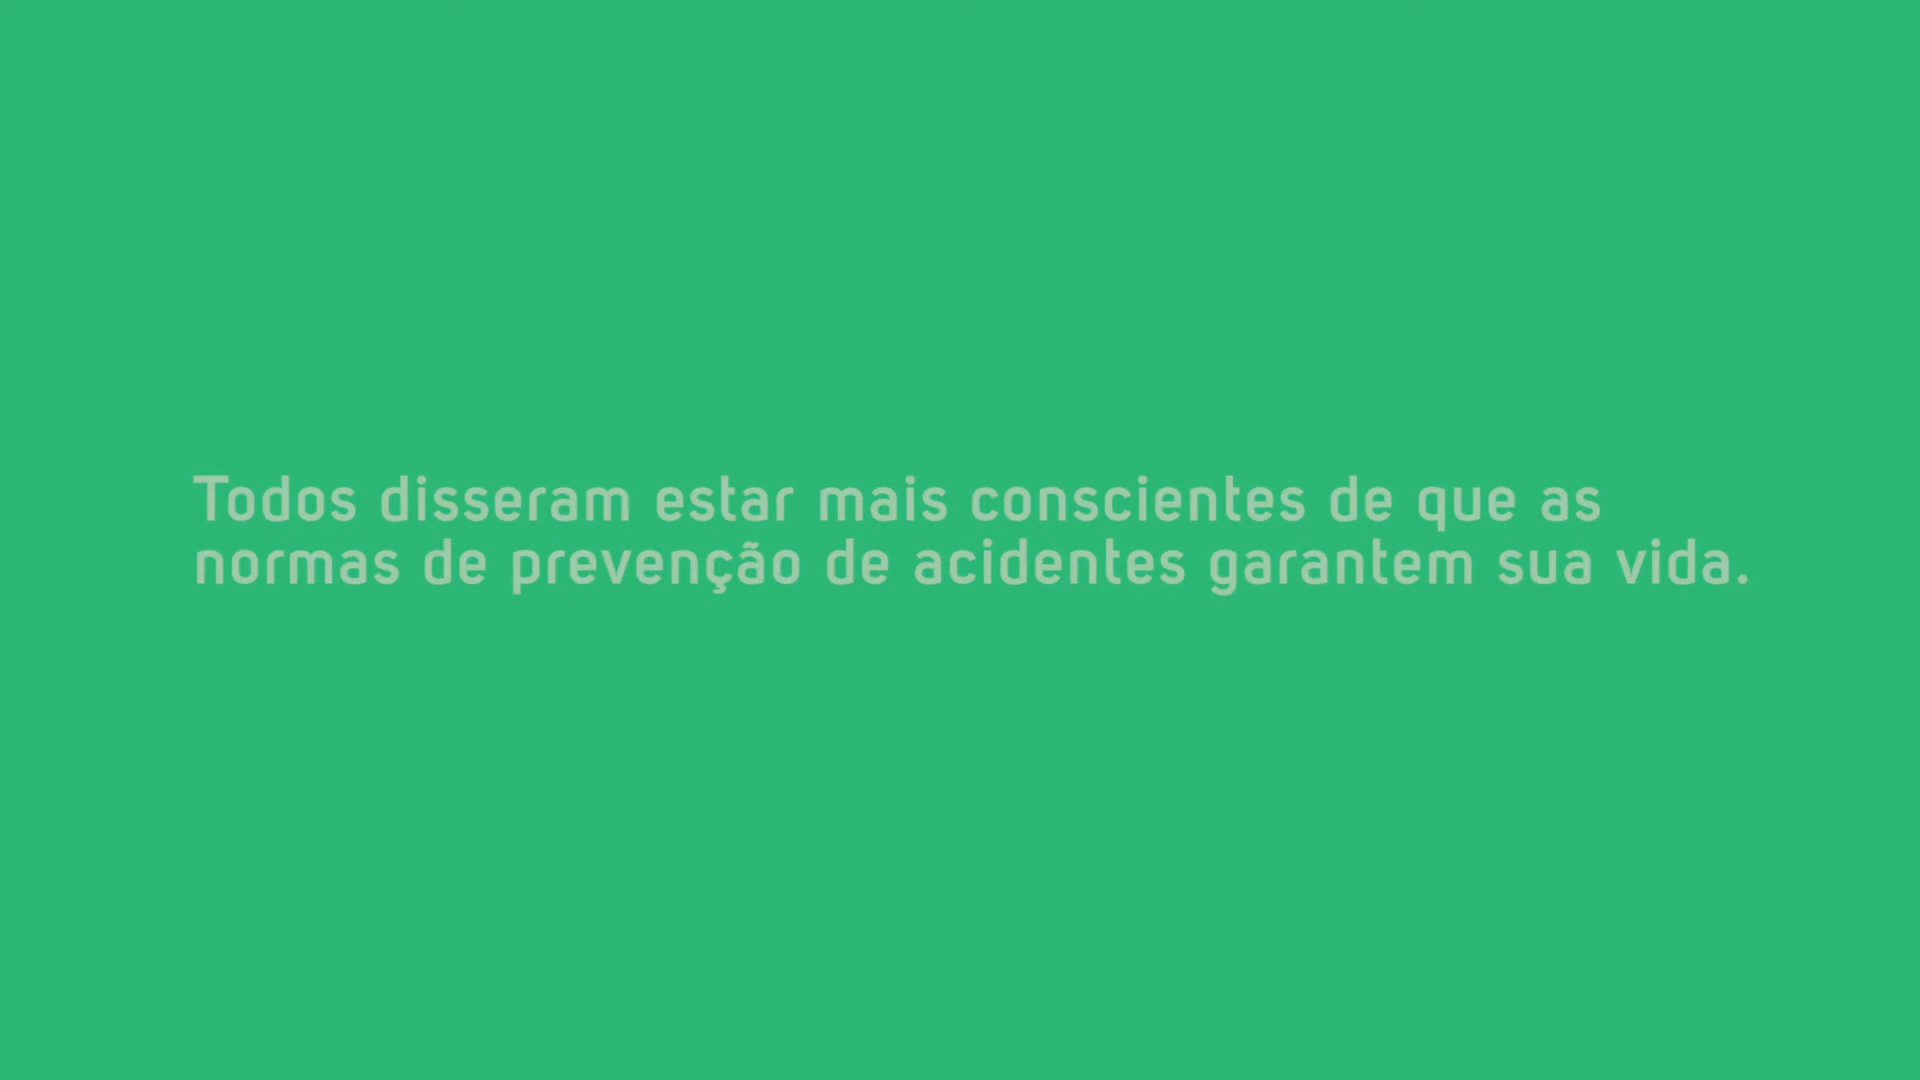 Todos disseram estar mais conscientes de que as
normas de prevenção de acidentes garantem sua vida.